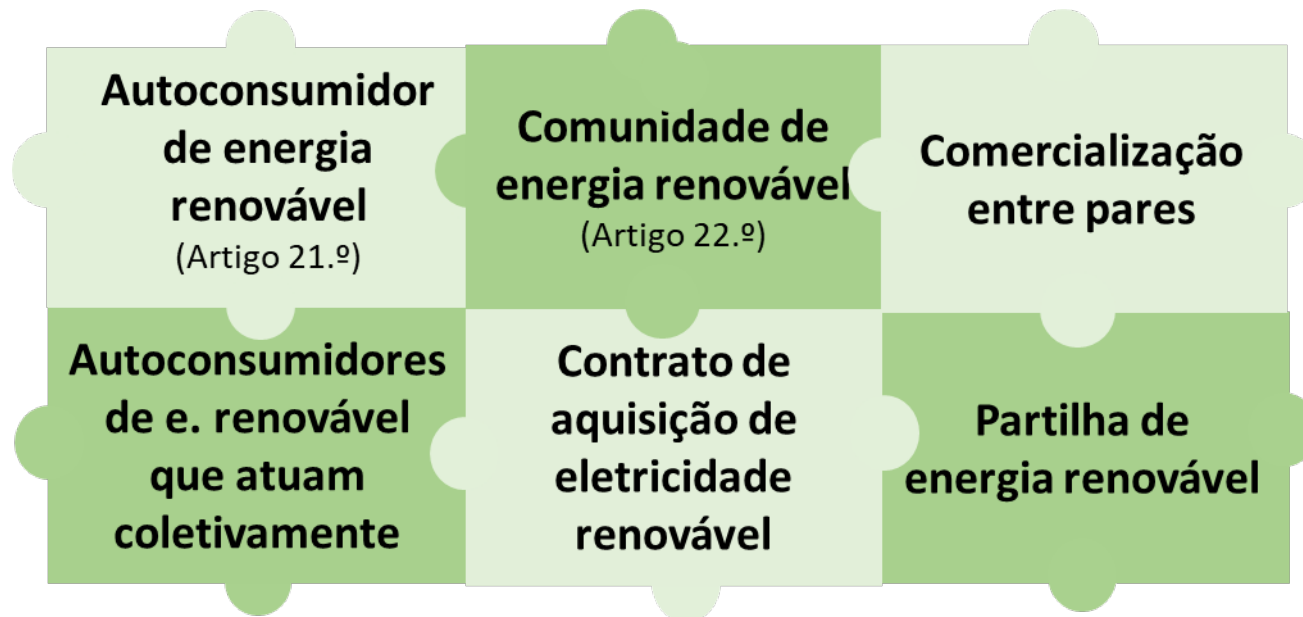 Autoconsumidor
de energia
renovável
(Artigo 21.º)
Comunidade de
energia renovável
(Artigo 22.º)
Comercialização
entre pares
Autoconsumidores
de e. renovável
que atuam
coletivamente
Contrato de
aquisição de
eletricidade
renovável
Partilha de
energia renovável